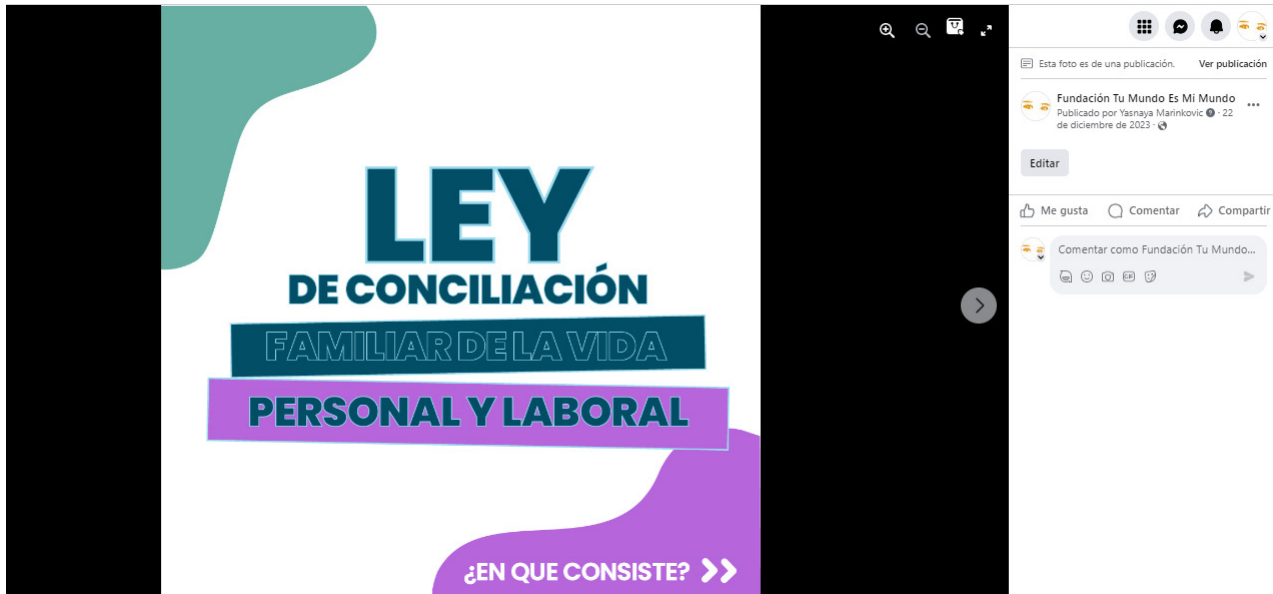 LEY
DE CONCILIACIÓN
FAMILIAR DE LA VIDA
PERSONAL Y LABORAL
¿EN QUE CONSISTE?
Esta foto es de una publicación. Ver publicación
Fundación Tu Mundo Es Mi Mundo
Publicado por Yasnaya Marinkovic · 22
de diciembre de 2023 ·
Editar
Me gusta Comentar Compartir
Comentar como Fundación Tu Mundo...
GIF